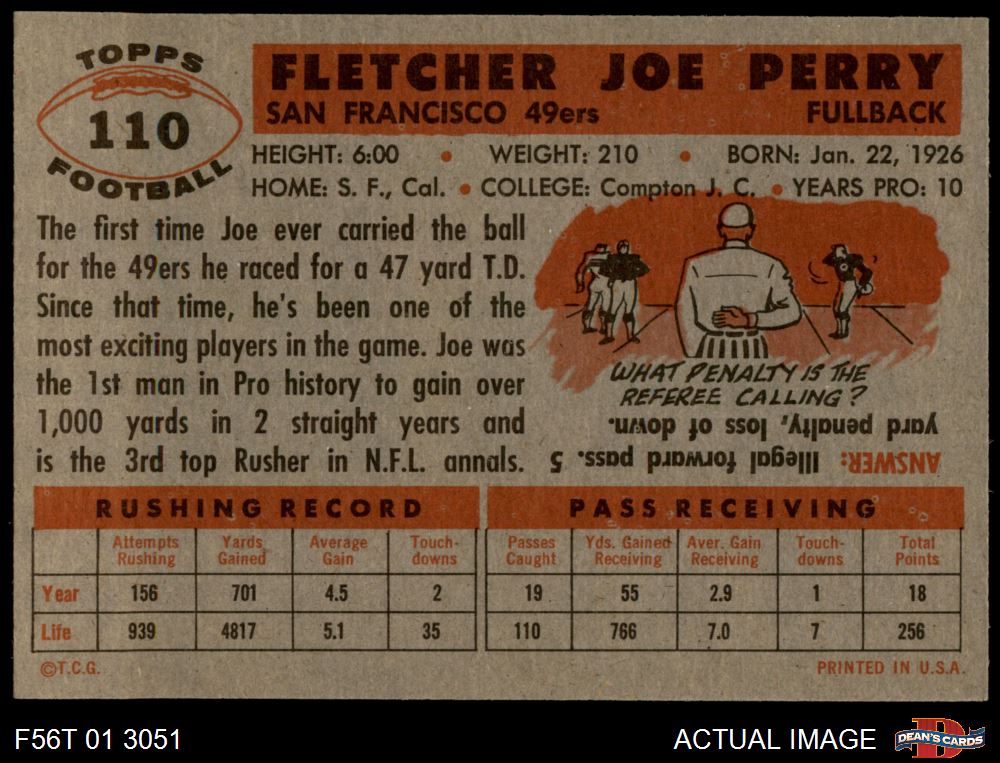 TOPPS
110
FOOTBALL
FLETCHER JOE PERRY
SAN FRANCISCO 49ers FULLBACK
HEIGHT: 6:00 • WEIGHT: 210 • BORN: Jan. 22, 1926
HOME: S. F., Cal. • COLLEGE: Compton J. C. • YEARS PRO: 10
The first time Joe ever carried the ball
for the 49ers he raced for a 47 yard T.D.
Since that time, he's been one of the
most exciting players in the game. Joe was
the 1st man in Pro history to gain over
1,000 yards in 2 straight years and
is the 3rd top Rusher in N.F.L. annals.
WHAT PENALTY IS THE
REFEREE CALLING?
ANSWER: Illegal forward pass. 5
yard penalty, loss of down.
RUSHING RECORD
Attempts Rushing Yards Gained Average Gain Touch-downs
Year 156 701 4.5 2
Life 939 4817 5.1 35
PASS RECEIVING
Passes Caught Yds. Gained Receiving Aver. Gain Receiving Touch-downs Total Points
19 55 2.9 1 18
110 766 7.0 7 256
©T.C.G. PRINTED IN U.S.A.
F56T 01 3051 ACTUAL IMAGE DEAN'S CARDS